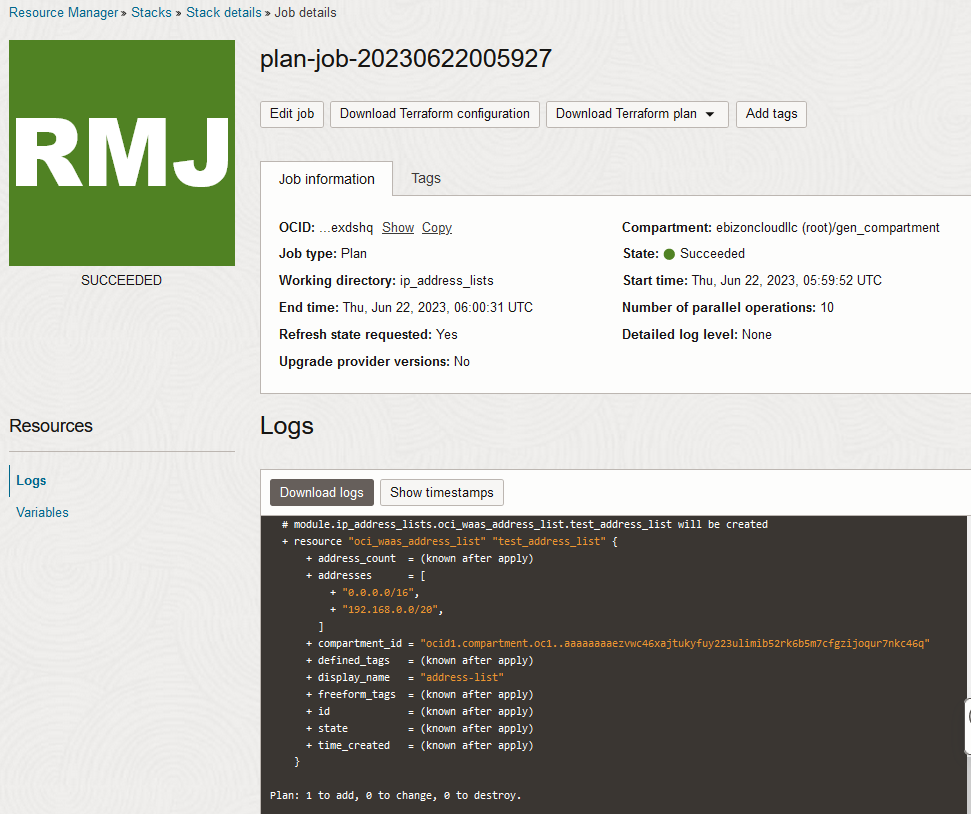 Resource Manager » Stacks » Stack details » Job details
RMJ
SUCCEEDED
plan-job-20230622005927
Edit job Download Terraform configuration Download Terraform plan Add tags
Job information Tags
OCID: ...exdshq Show Copy
Compartment: ebizoncloudllc (root)/gen_compartment
Job type: Plan
State: Succeeded
Working directory: ip_address_lists
Start time: Thu, Jun 22, 2023, 05:59:52 UTC
End time: Thu, Jun 22, 2023, 06:00:31 UTC
Number of parallel operations: 10
Refresh state requested: Yes
Detailed log level: None
Upgrade provider versions: No
Resources
Logs
Variables
Logs
Download logs Show timestamps
# module.ip_address_lists.oci_waas_address_list.test_address_list will be created
+ resource "oci_waas_address_list" "test_address_list" {
+ address_count = (known after apply)
+ addresses = [
+ "0.0.0.0/16",
+ "192.168.0.0/20",
]
+ compartment_id = "ocid1.compartment.oc1..aaaaaaaaezvwc46xajtukyfuy223ulimib52rk6b5m7cfgzijoqur7nkc46q"
+ defined_tags = (known after apply)
+ display_name = "address-list"
+ freeform_tags = (known after apply)
+ id = (known after apply)
+ state = (known after apply)
+ time_created = (known after apply)
}
Plan: 1 to add, 0 to change, 0 to destroy.